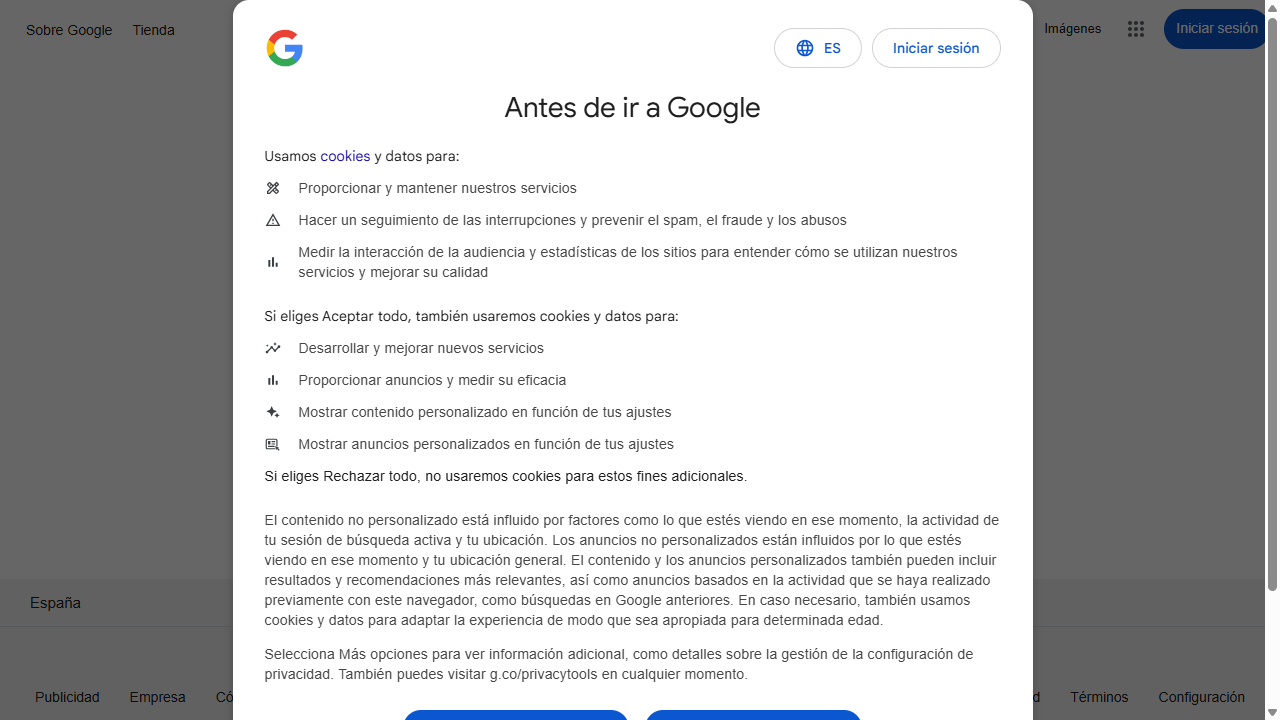 Sobre Google
Tienda
Imágenes
Iniciar sesión
ES
Iniciar sesión
Antes de ir a Google
Usamos cookies y datos para:
Proporcionar y mantener nuestros servicios
Hacer un seguimiento de las interrupciones y prevenir el spam, el fraude y los abusos
Medir la interacción de la audiencia y estadísticas de los sitios para entender cómo se utilizan nuestros
servicios y mejorar su calidad
Si eliges Aceptar todo, también usaremos cookies y datos para:
Desarrollar y mejorar nuevos servicios
Proporcionar anuncios y medir su eficacia
Mostrar contenido personalizado en función de tus ajustes
Mostrar anuncios personalizados en función de tus ajustes
Si eliges Rechazar todo, no usaremos cookies para estos fines adicionales.
El contenido no personalizado está influido por factores como lo que estés viendo en ese momento, la actividad de
tu sesión de búsqueda activa y tu ubicación. Los anuncios no personalizados están influidos por lo que estés
viendo en ese momento y tu ubicación general. El contenido y los anuncios personalizados también pueden incluir
resultados y recomendaciones más relevantes, así como anuncios basados en la actividad que se haya realizado
previamente con este navegador, como búsquedas en Google anteriores. En caso necesario, también usamos
cookies y datos para adaptar la experiencia de modo que sea apropiada para determinada edad.
Selecciona Más opciones para ver información adicional, como detalles sobre la gestión de la configuración de
privacidad. También puedes visitar g.co/privacytools en cualquier momento.
España
Publicidad
Empresa
Términos
Configuración